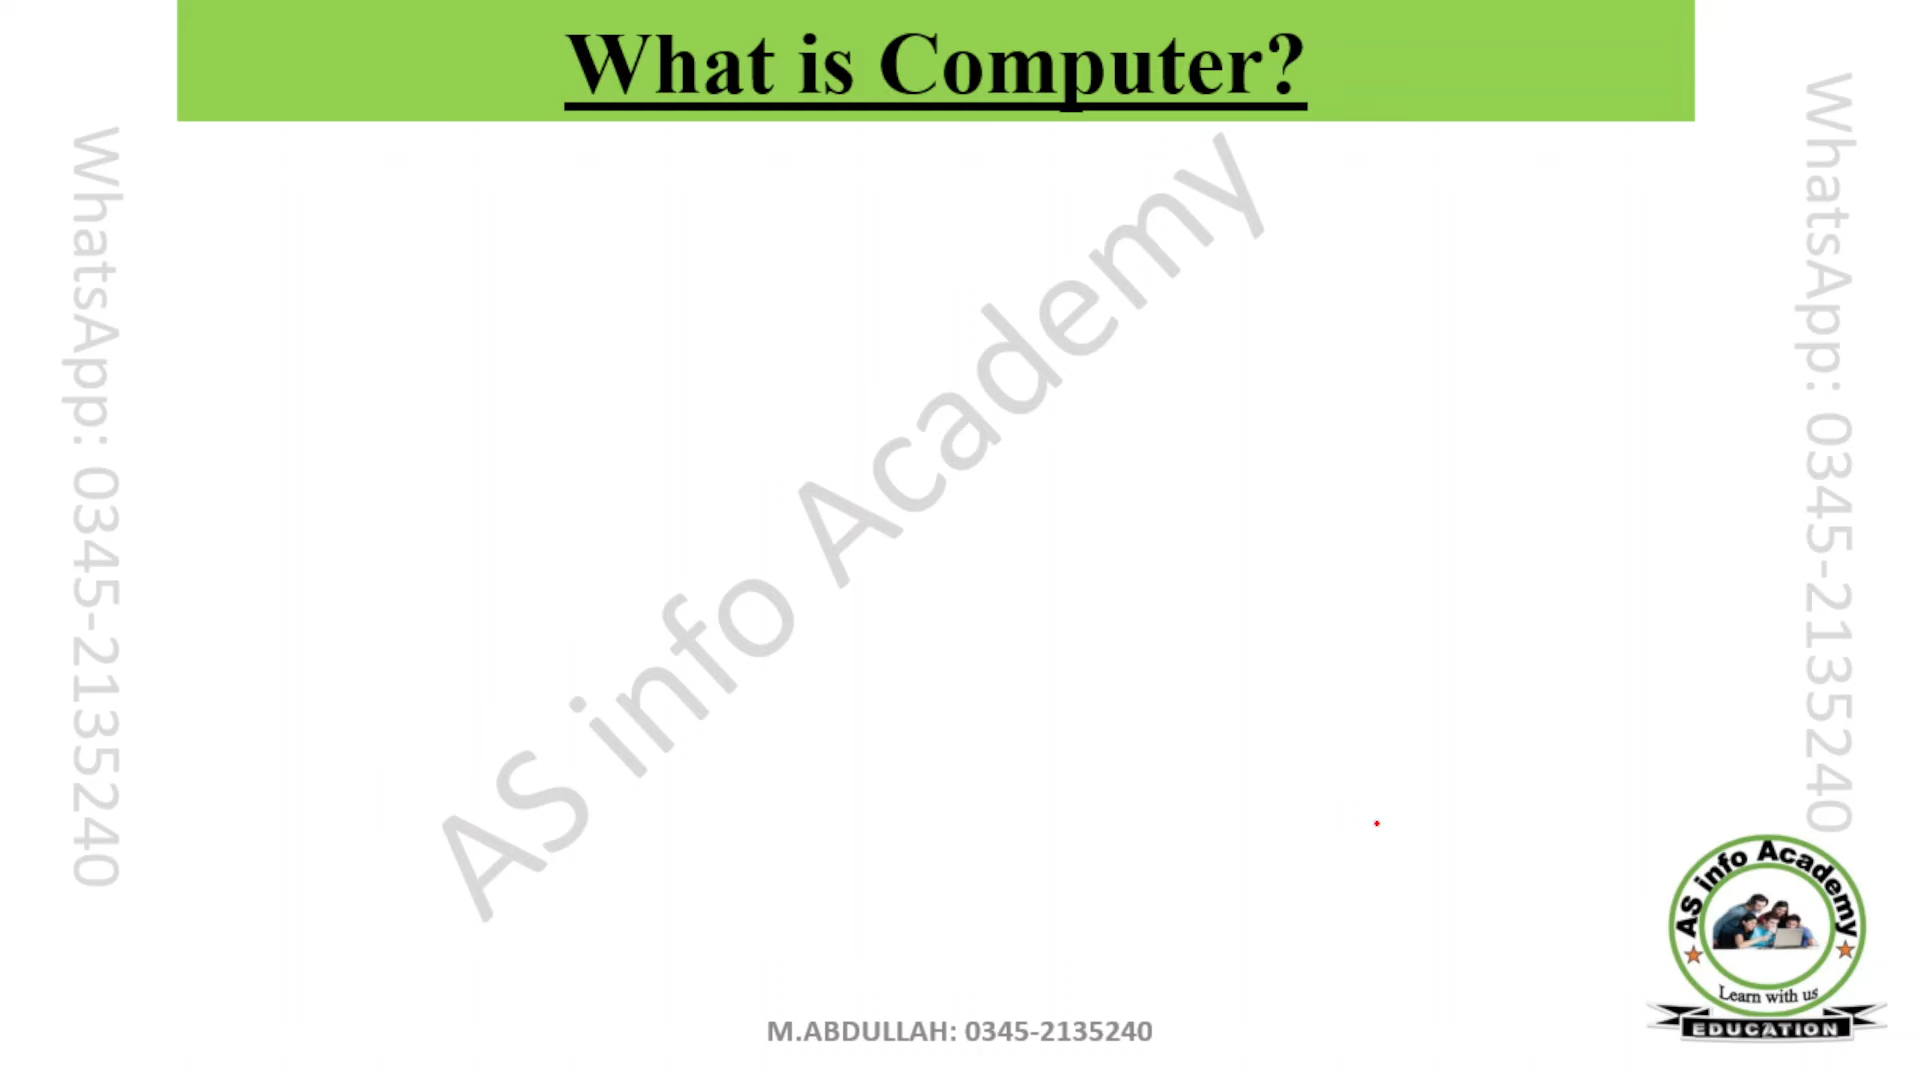 What is Computer?
WhatsApp: 0345-2135240
AS info Academy
WhatsApp: 0345-2135240
AS info Academy
Learn with us
EDUCATION
M.ABDULLAH: 0345-2135240